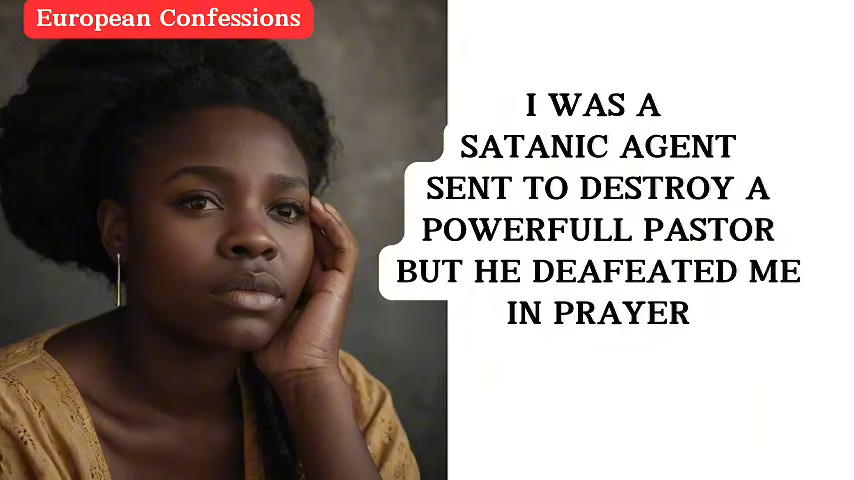 European Confessions
I WAS A
SATANIC AGENT
SENT TO DESTROY A
POWERFULL PASTOR
BUT HE DEAFEATED ME
IN PRAYER